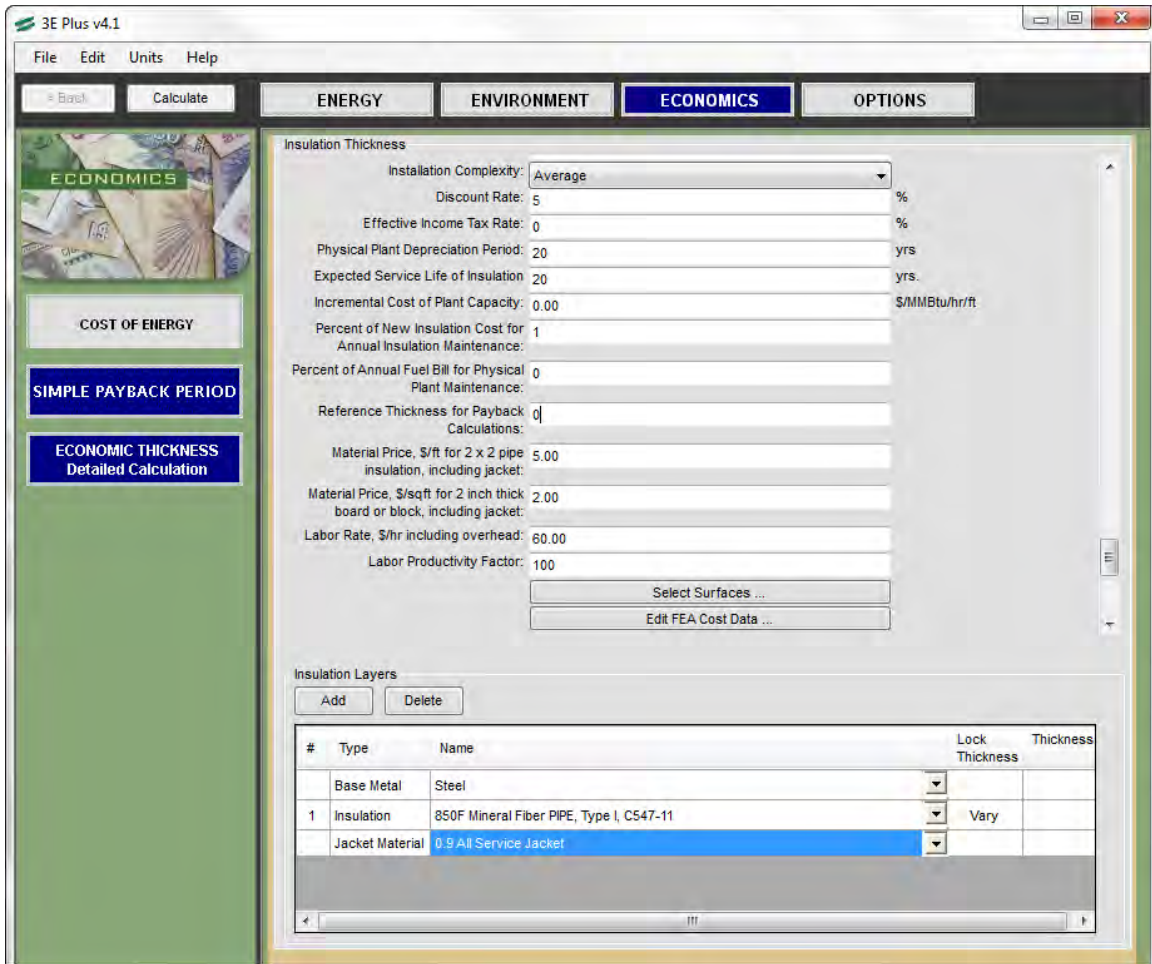 3E Plus v4.1
File Edit Units Help
« Back Calculate ENERGY ENVIRONMENT ECONOMICS OPTIONS
ECONOMICS
COST OF ENERGY
SIMPLE PAYBACK PERIOD
ECONOMIC THICKNESS
Detailed Calculation
Insulation Thickness
Installation Complexity: Average
Discount Rate: 5 %
Effective Income Tax Rate: 0 %
Physical Plant Depreciation Period: 20 yrs
Expected Service Life of Insulation 20 yrs.
Incremental Cost of Plant Capacity: 0.00 $/MMBtu/hr/ft
Percent of New Insulation Cost for 1
Annual Insulation Maintenance:
Percent of Annual Fuel Bill for Physical 0
Plant Maintenance:
Reference Thickness for Payback 0
Calculations:
Material Price, $/ft for 2 x 2 pipe 5.00
insulation, including jacket:
Material Price, $/sqft for 2 inch thick 2.00
board or block, including jacket:
Labor Rate, $/hr including overhead: 60.00
Labor Productivity Factor: 100
Select Surfaces ...
Edit FEA Cost Data ...
Insulation Layers
Add Delete
# Type Name Lock Thickness Thickness
Base Metal Steel
1 Insulation 850F Mineral Fiber PIPE, Type I, C547-11 Vary
Jacket Material 0.9 All Service Jacket